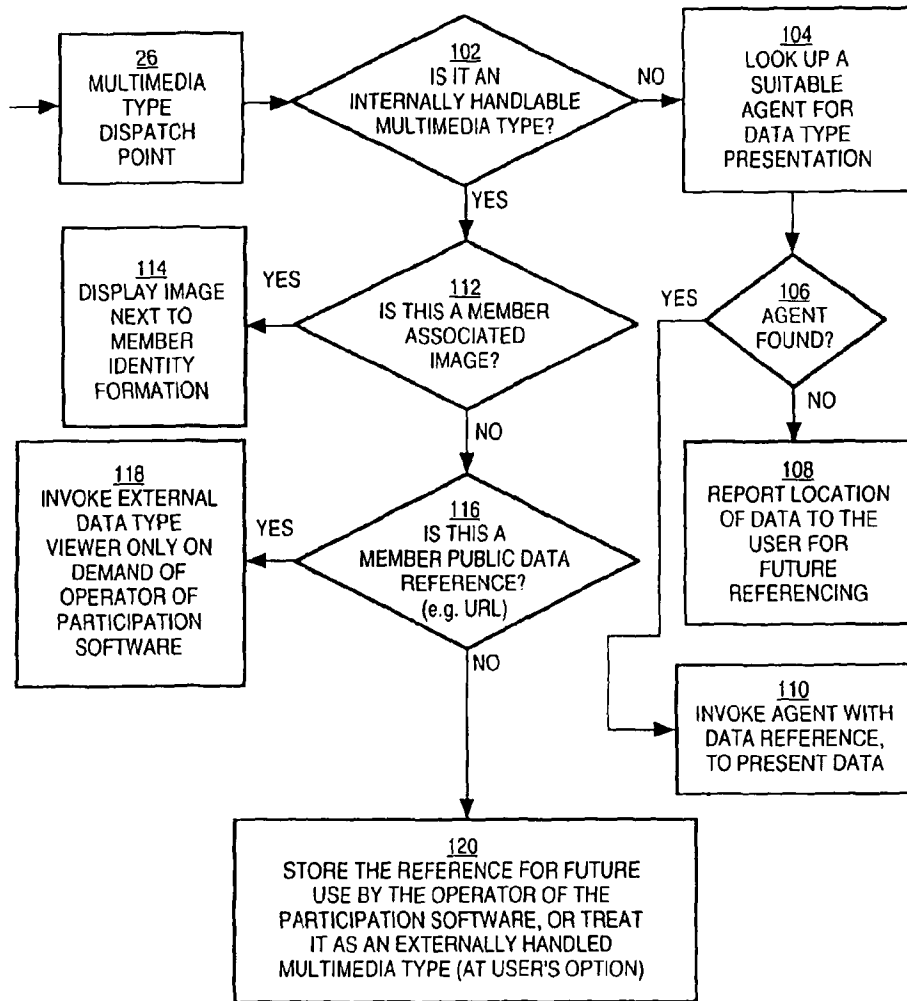 26
MULTIMEDIA
TYPE
DISPATCH
POINT
102
IS IT AN
INTERNALLY HANDLABLE
MULTIMEDIA TYPE?
NO
104
LOOK UP A
SUITABLE
AGENT FOR
DATA TYPE
PRESENTATION
YES
114
DISPLAY IMAGE
NEXT TO
MEMBER
IDENTITY
FORMATION
YES
112
IS THIS A MEMBER
ASSOCIATED
IMAGE?
YES
106
AGENT
FOUND?
NO
NO
118
INVOKE EXTERNAL
DATA TYPE
VIEWER ONLY ON
DEMAND OF
OPERATOR OF
PARTICIPATION
SOFTWARE
YES
116
IS THIS A
MEMBER PUBLIC DATA
REFERENCE?
(e.g. URL)
108
REPORT LOCATION
OF DATA TO THE
USER FOR
FUTURE
REFERENCING
NO
110
INVOKE AGENT WITH
DATA REFERENCE,
TO PRESENT DATA
120
STORE THE REFERENCE FOR FUTURE
USE BY THE OPERATOR OF THE
PARTICIPATION SOFTWARE, OR TREAT
IT AS AN EXTERNALLY HANDLED
MULTIMEDIA TYPE (AT USER'S OPTION)